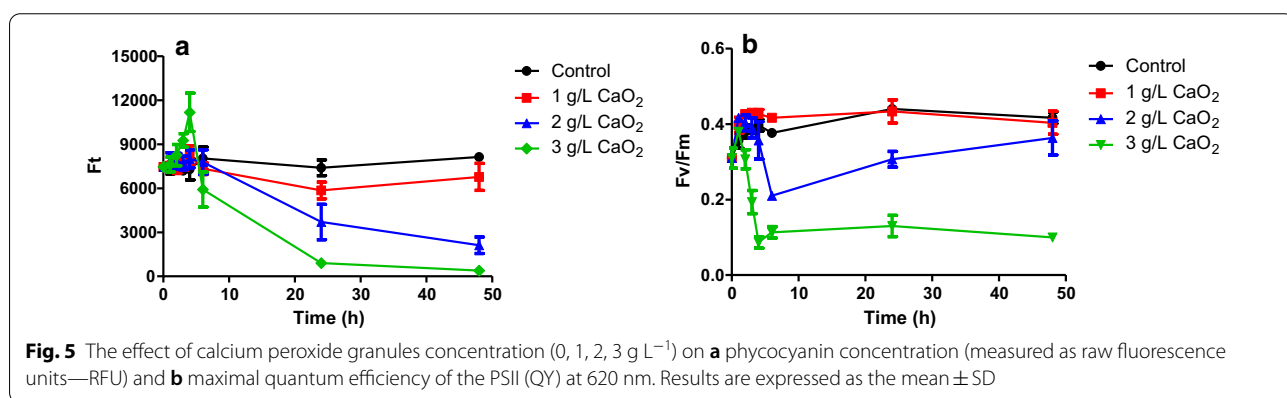 a
15000
12000
9000
6000
3000
0
Ft
0 10 20 30 40 50
Time (h)
Control
1 g/L CaO₂
2 g/L CaO₂
3 g/L CaO₂
b
0.6
0.4
0.2
0.0
Fv/Fm
0 10 20 30 40 50
Time (h)
Control
1 g/L CaO₂
2 g/L CaO₂
3 g/L CaO₂
Fig. 5 The effect of calcium peroxide granules concentration (0, 1, 2, 3 g L⁻¹) on a phycocyanin concentration (measured as raw fluorescence
units—RFU) and b maximal quantum efficiency of the PSII (QY) at 620 nm. Results are expressed as the mean ± SD